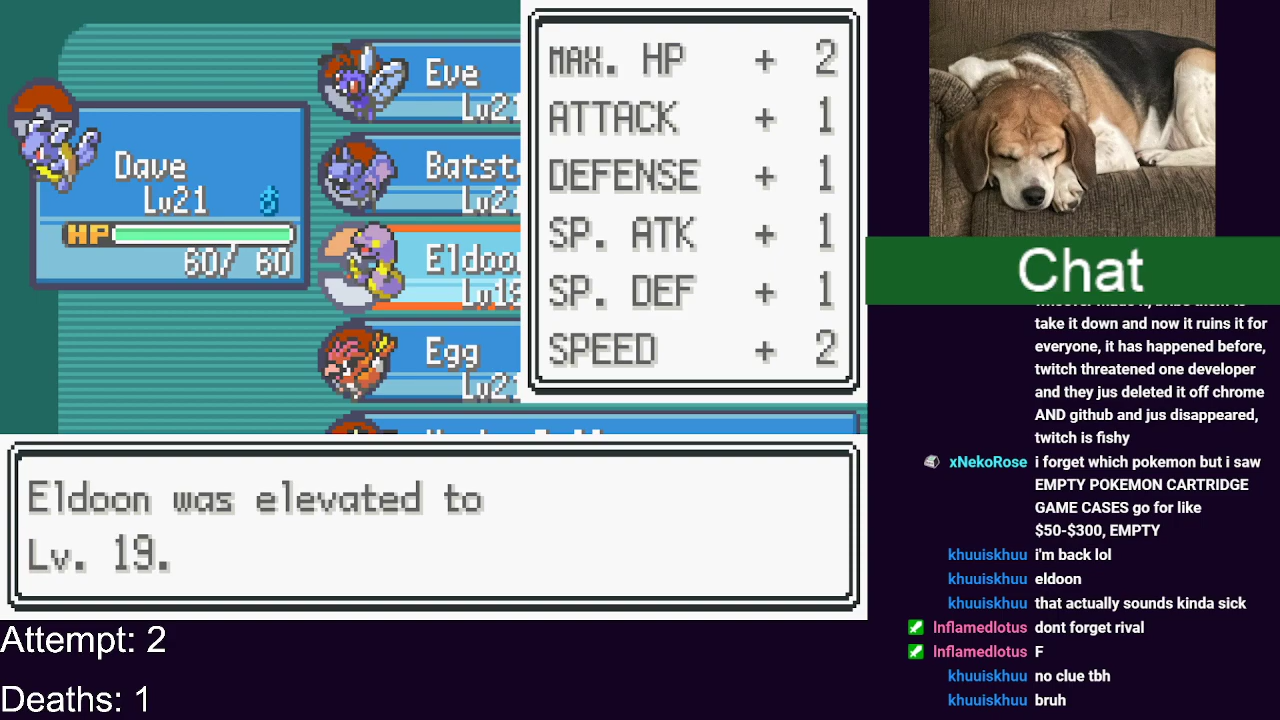 Eve
Lv21
Dave
Lv21
HP
60/ 60
Batst
Lv21
Eldoo
Lv19
Egg
Lv21
MAX. HP + 2
ATTACK + 1
DEFENSE + 1
SP. ATK + 1
SP. DEF + 1
SPEED + 2
Eldoon was elevated to
Lv. 19.
Attempt: 2
Deaths: 1
Chat
take it down and now it ruins it for
everyone, it has happened before,
twitch threatened one developer
and they jus deleted it off chrome
AND github and jus disappeared,
twitch is fishy
xNekoRose i forget which pokemon but i saw
EMPTY POKEMON CARTRIDGE
GAME CASES go for like
$50-$300, EMPTY
khuuiskhuu i'm back lol
khuuiskhuu eldoon
khuuiskhuu that actually sounds kinda sick
Inflamedlotus dont forget rival
Inflamedlotus F
khuuiskhuu no clue tbh
khuuiskhuu bruh